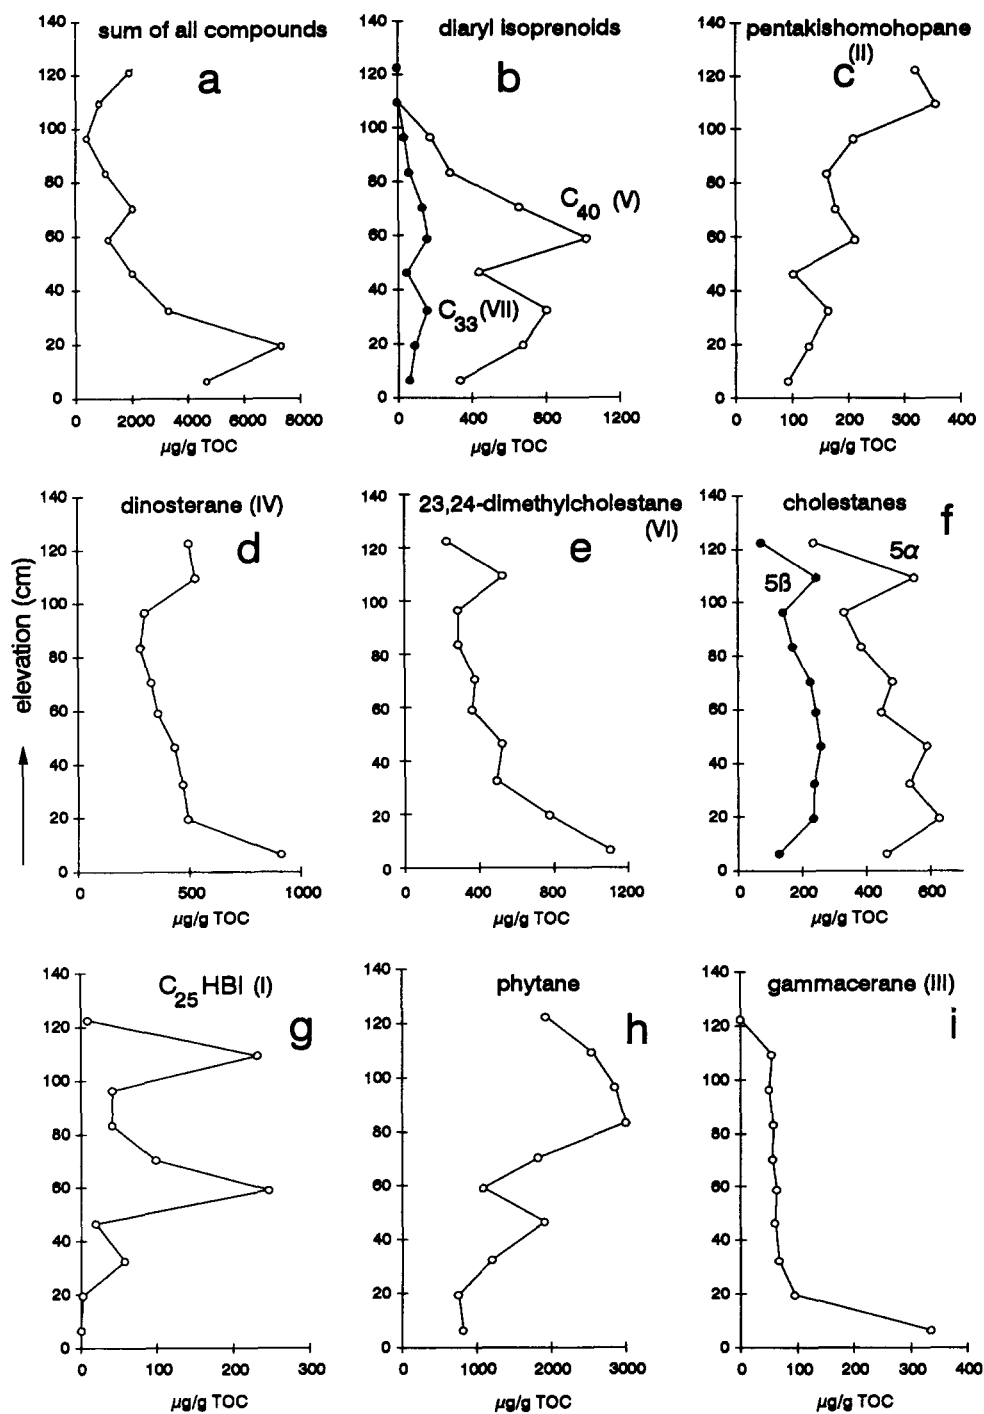 sum of all compounds
a
140
120
100
80
60
40
20
0
0 2000 4000 6000 8000
µg/g TOC
diaryl isoprenoids
b
C40 (V)
C33 (VII)
140
120
100
80
60
40
20
0
0 400 800 1200
µg/g TOC
pentakishomohopane
(II)
c
140
120
100
80
60
40
20
0
0 100 200 300 400
µg/g TOC
elevation (cm)
dinosterane (IV)
d
140
120
100
80
60
40
20
0
0 500 1000
µg/g TOC
23,24-dimethylcholestane
(VI)
e
140
120
100
80
60
40
20
0
0 400 800 1200
µg/g TOC
cholestanes
f
5α
5ß
140
120
100
80
60
40
20
0
0 200 400 600
µg/g TOC
C25 HBI (I)
g
140
120
100
80
60
40
20
0
0 100 200 300
µg/g TOC
phytane
h
140
120
100
80
60
40
20
0
0 1000 2000 3000
µg/g TOC
gammacerane (III)
i
140
120
100
80
60
40
20
0
0 100 200 300 400
µg/g TOC